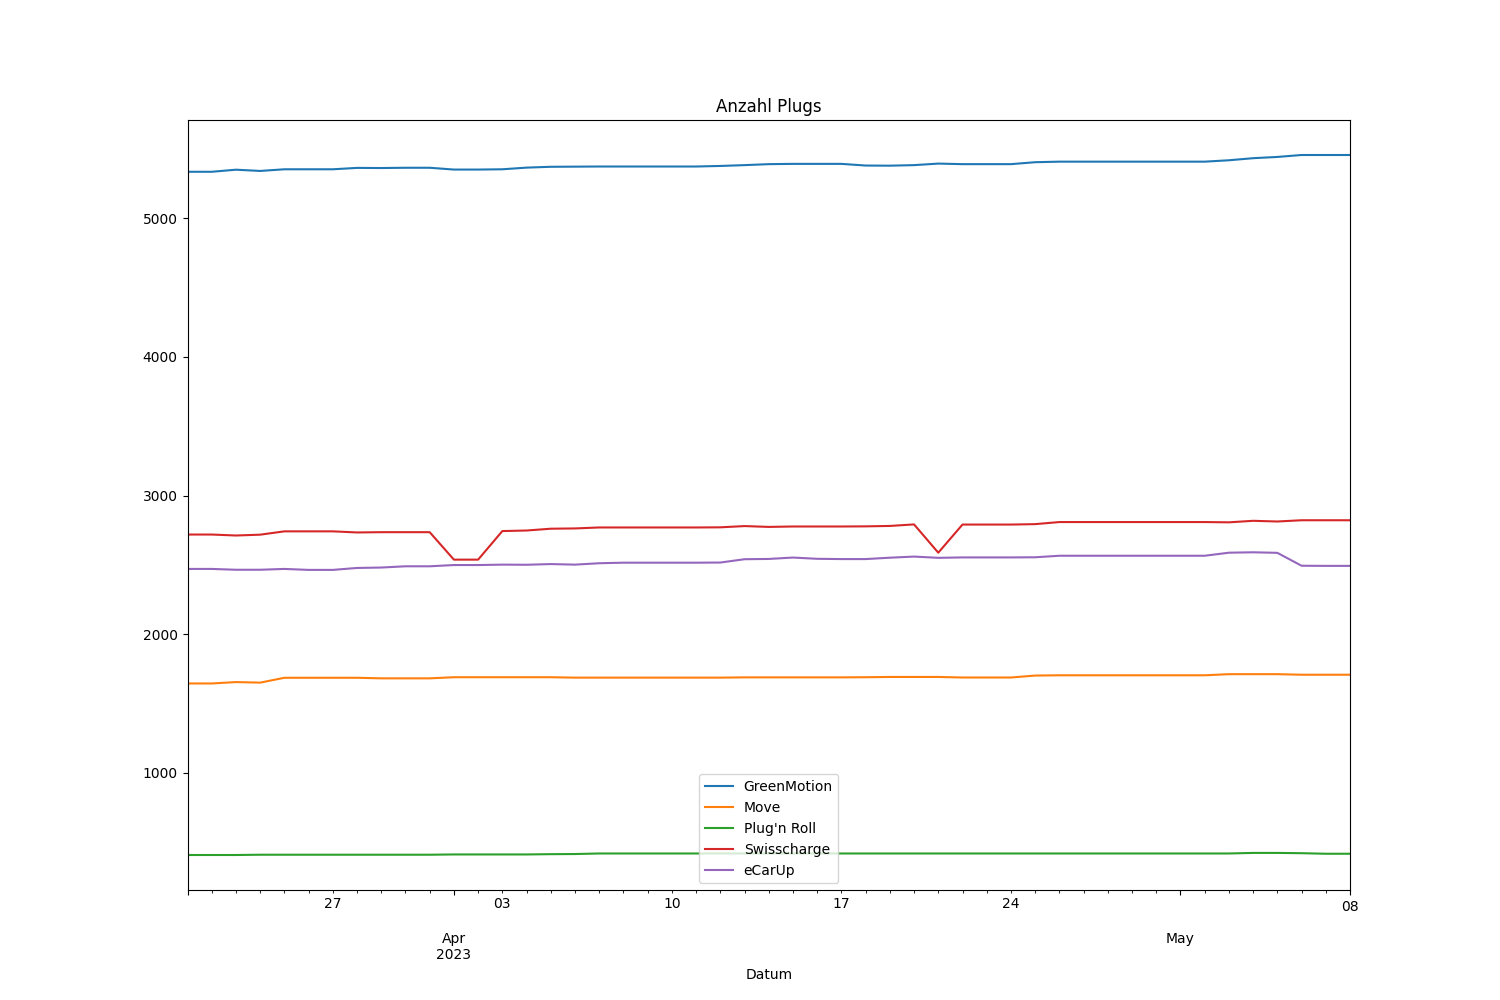 Anzahl Plugs
5000
4000
3000
2000
1000
GreenMotion
Move
Plug'n Roll
Swisscharge
eCarUp
27 03 10 17 24 08
Apr May
2023
Datum